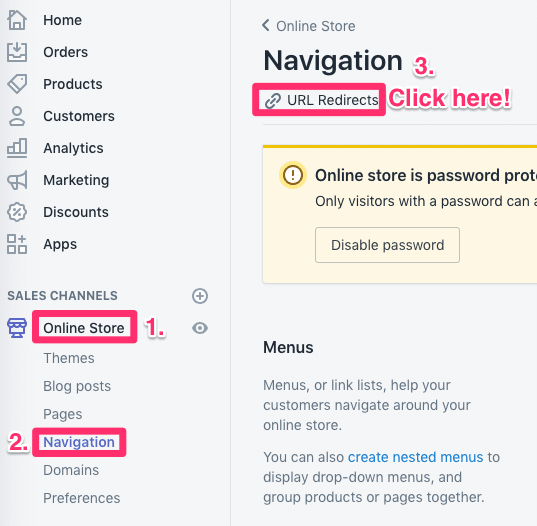 Home
Orders
Products
Customers
Analytics
Marketing
Discounts
Apps
SALES CHANNELS
Online Store 1.
Themes
Blog posts
Pages
2. Navigation
Domains
Preferences
Online Store
Navigation 3.
URL Redirects Click here!
Online store is password prote
Only visitors with a password can a
Disable password
Menus
Menus, or link lists, help your
customers navigate around your
online store.
You can also create nested menus to
display drop-down menus, and
group products or pages together.